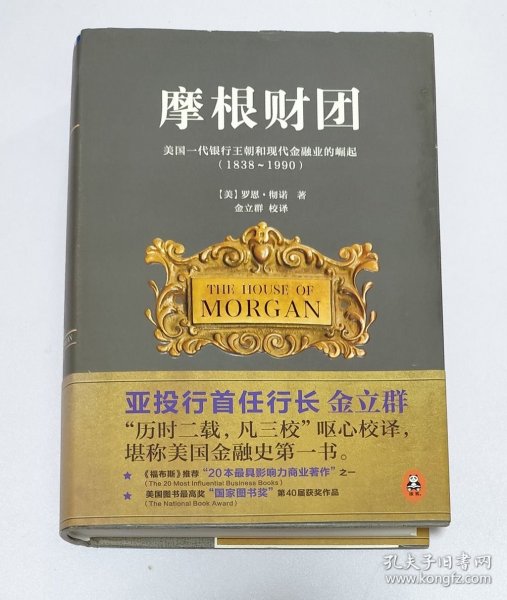 摩根财团
美国一代银行王朝和现代金融业的崛起
(1838~1990)
【美】罗恩·彻诺 著
金立群 校译
THE HOUSE OF
MORGAN
亚投行首任行长 金立群
“历时二载，凡三校”呕心校译，
堪称美国金融史第一书。
★ 《福布斯》推荐“20本最具影响力商业著作”之一
(The 20 Most Influential Business Books)
★ 美国图书最高奖“国家图书奖”第40届获奖作品
(The National Book Award)
读客
孔夫子旧书网
www.kongfz.com